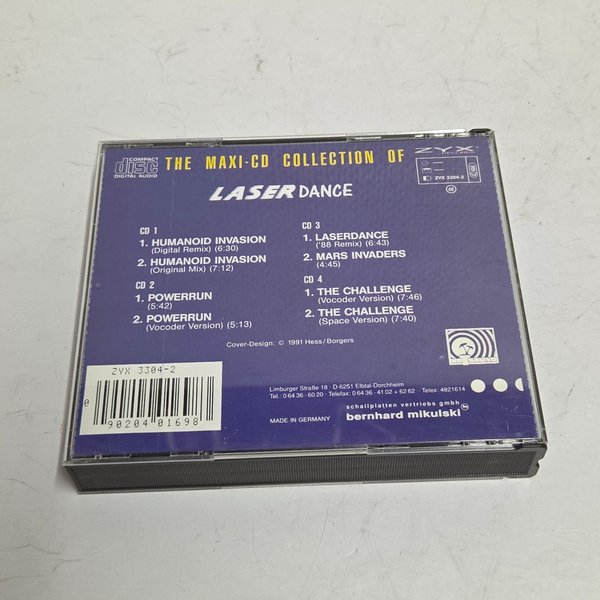 COMPACT
disc
DIGITAL AUDIO
THE MAXI-CD COLLECTION OF
ZYX
ZYX 3304-2
LASERDANCE
CD 1
1. HUMANOID INVASION
(Digital Remix) (6:30)
2. HUMANOID INVASION
(Original Mix) (7:12)
CD 2
1. POWERRUN
(5:42)
2. POWERRUN
(Vocoder Version) (5:13)
CD 3
1. LASERDANCE
('88 Remix) (6:43)
2. MARS INVADERS
(4:45)
CD 4
1. THE CHALLENGE
(Vocoder Version) (7:46)
2. THE CHALLENGE
(Space Version) (7:40)
Cover-Design: © 1991 Hess/Borgers
ZYX 3304-2
0 90204 01698
Limburger Straße 18 · D-6251 Elbtal-Dorchheim
Tel.: 0 64 36 - 60 20 · Telefax: 0 64 36 - 41 02 + 62 62 · Telex: 4821614
MADE IN GERMANY
schallplatten vertriebs gmbh
bernhard mikulski